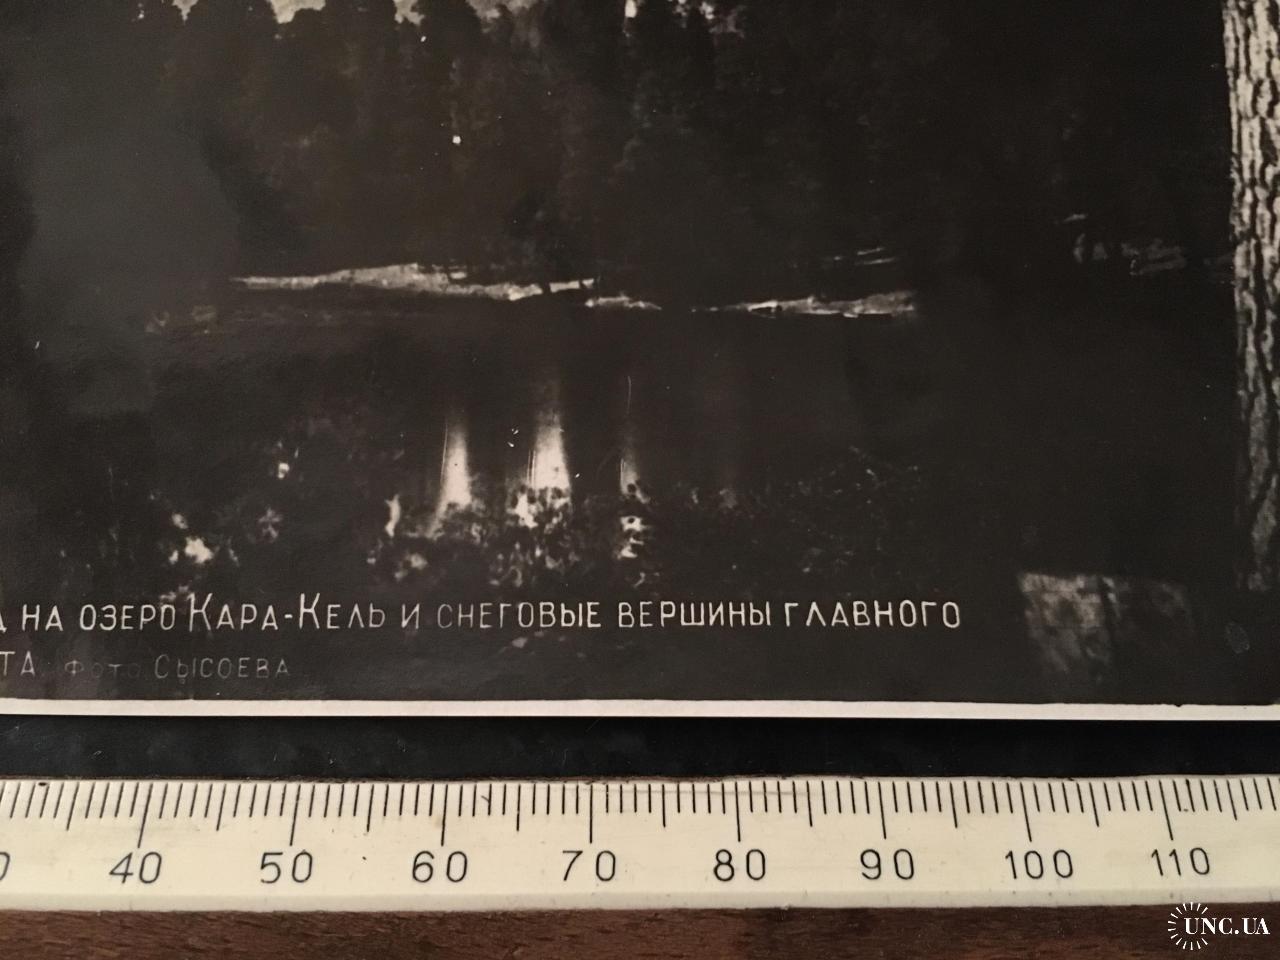 НА ОЗЕРО КАРА-КЕЛЬ И СНЕГОВЫЕ ВЕРШИНЫ ГЛАВНОГО
ТА. ФОТО СЫСОЕВА
40 50 60 70 80 90 100 110
UNC.UA